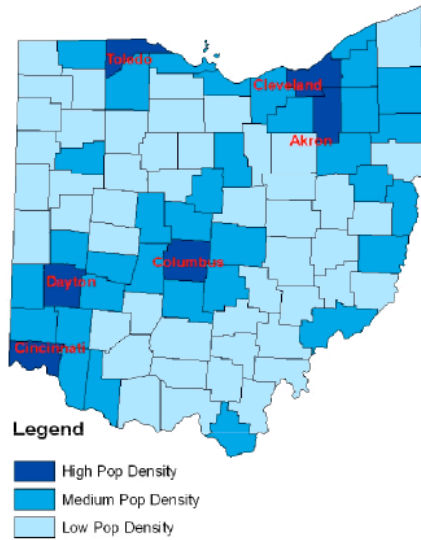 Toledo
Cleveland
Akron
Columbus
Dayton
Cincinnati
Legend
High Pop Density
Medium Pop Density
Low Pop Density